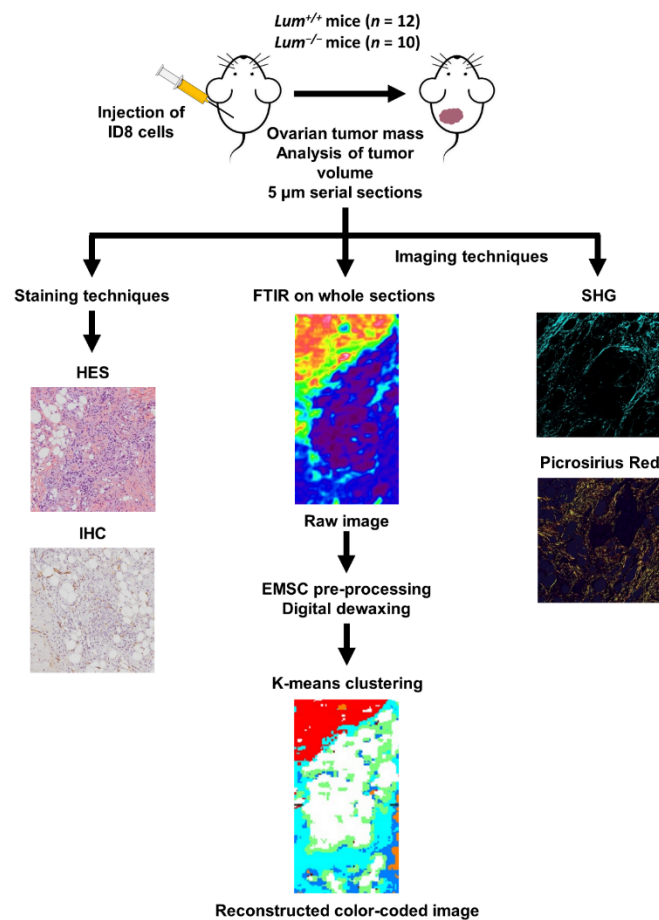 Lum+/+ mice (n = 12)
Lum–/– mice (n = 10)
Injection of
ID8 cells
Ovarian tumor mass
Analysis of tumor
volume
5 µm serial sections
Imaging techniques
Staining techniques
FTIR on whole sections
SHG
HES
Picrosirius Red
IHC
Raw image
EMSC pre-processing
Digital dewaxing
K-means clustering
Reconstructed color-coded image